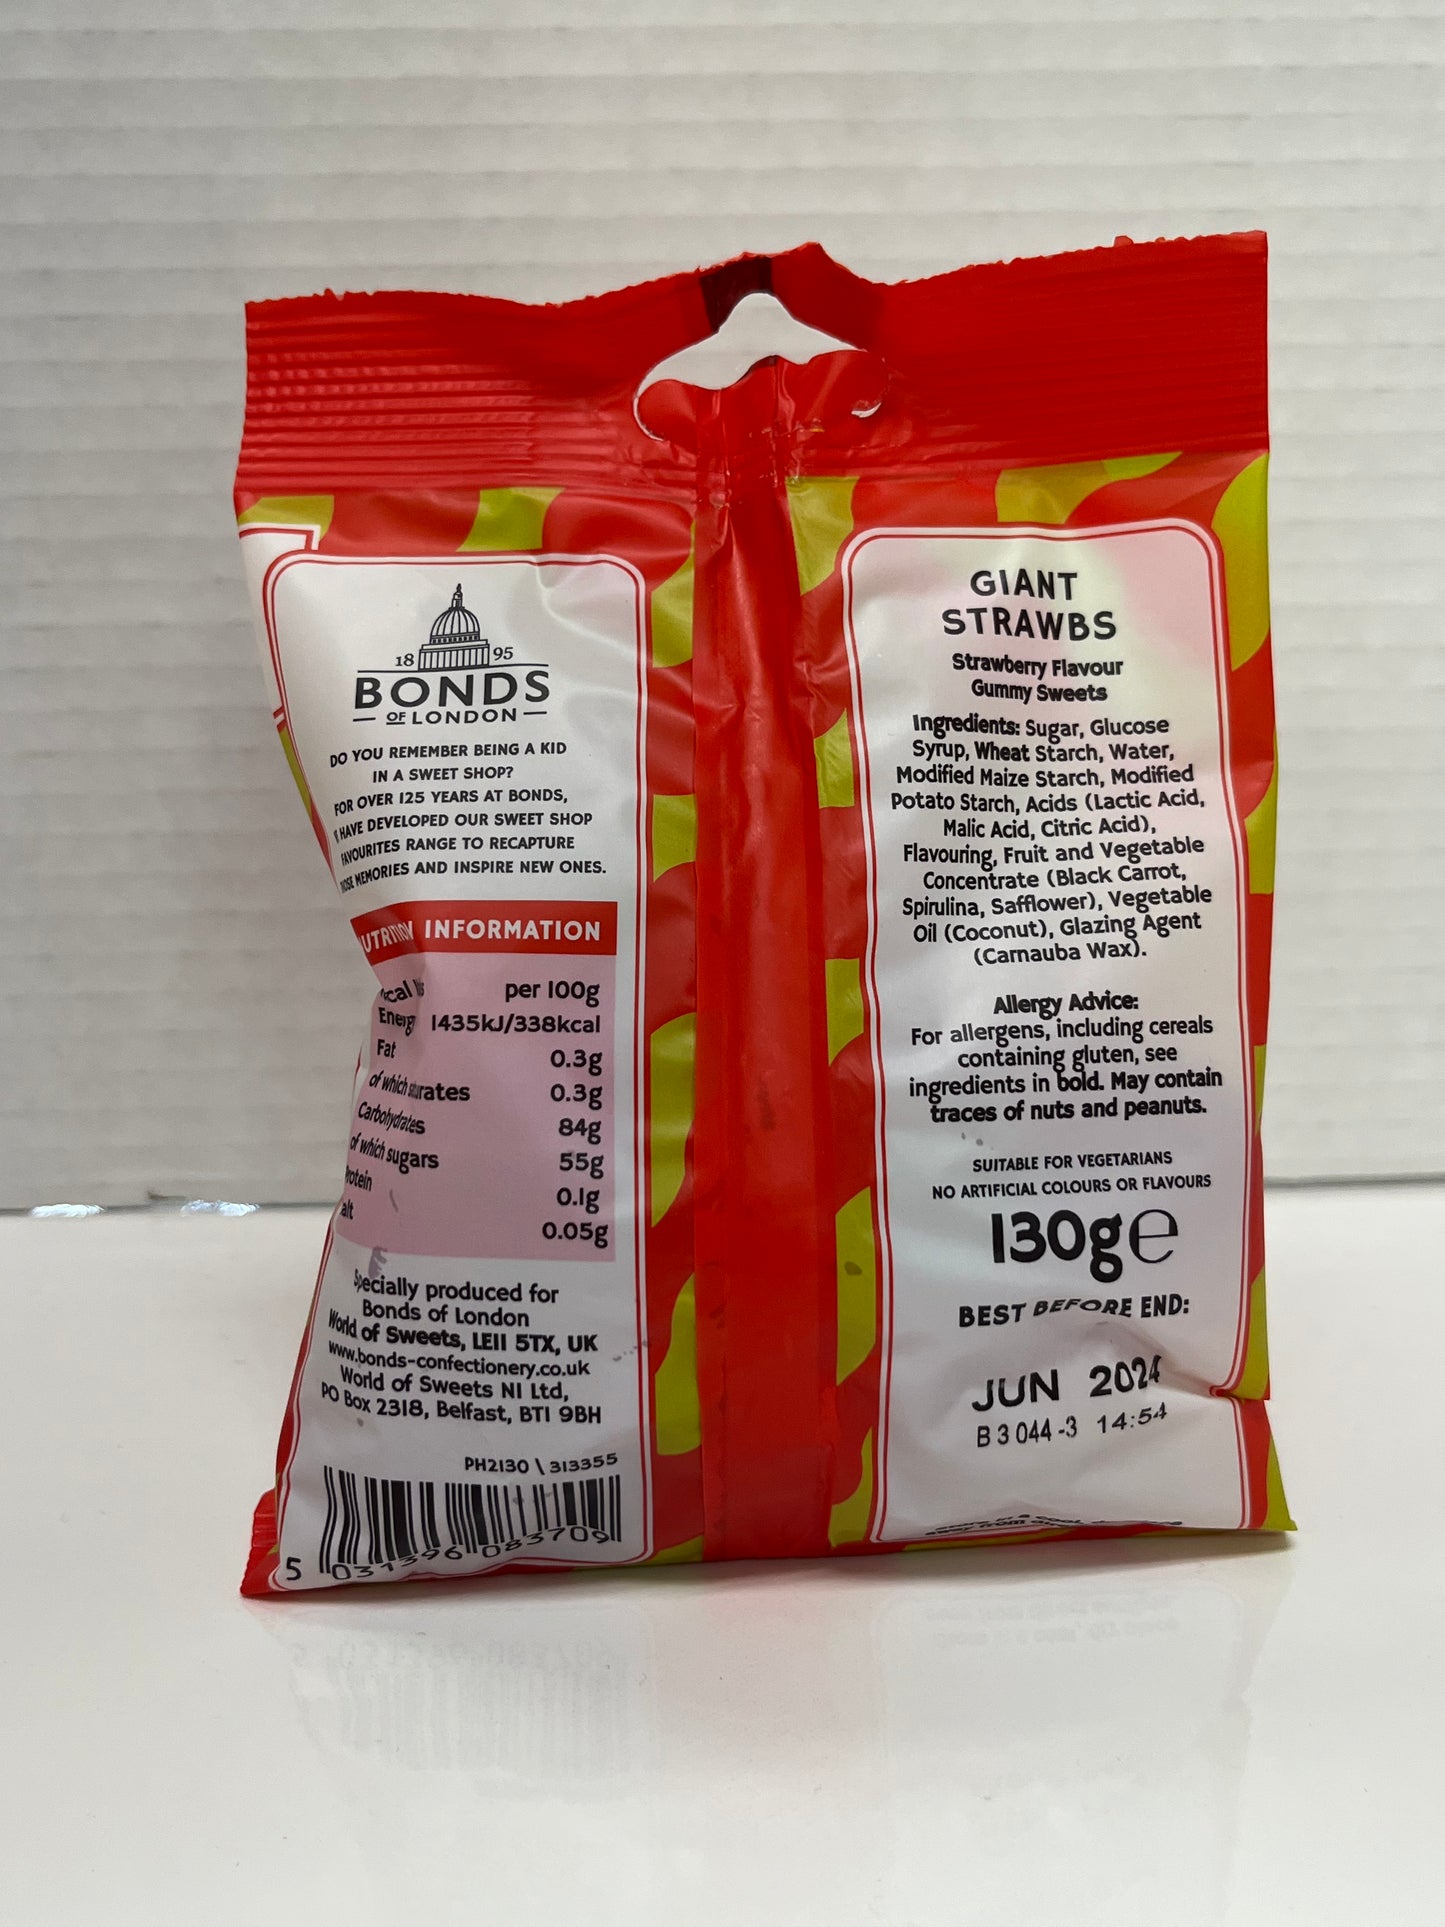 18 95
BONDS
OF LONDON
DO YOU REMEMBER BEING A KID
IN A SWEET SHOP?
FOR OVER 125 YEARS AT BONDS,
HAVE DEVELOPED OUR SWEET SHOP
FAVOURITES RANGE TO RECAPTURE
MEMORIES AND INSPIRE NEW ONES.
INFORMATION
per 100g
Energy 1435kJ/338kcal
Fat 0.3g
of which 0.3g
Carbohydrates 84g
of which sugars 55g
0.1g
0.05g
Specially produced for
Bonds of London
World of Sweets, LE11 5TX, UK
www.bonds-confectionery.co.uk
World of Sweets NI Ltd,
PO Box 2318, Belfast, BT1 9BH
PH2130 \ 313355
5 031396 083709
GIANT
STRAWBS
Strawberry Flavour
Gummy Sweets
Ingredients: Sugar, Glucose
Syrup, Wheat Starch, Water,
Modified Maize Starch, Modified
Potato Starch, Acids (Lactic Acid,
Malic Acid, Citric Acid),
Flavouring, Fruit and Vegetable
Concentrate (Black Carrot,
Spirulina, Safflower), Vegetable
Oil (Coconut), Glazing Agent
(Carnauba Wax).
Allergy Advice:
For allergens, including cereals
containing gluten, see
ingredients in bold. May contain
traces of nuts and peanuts.
SUITABLE FOR VEGETARIANS
NO ARTIFICIAL COLOURS OR FLAVOURS
130g℮
BEST BEFORE END:
JUN 2024
B 3 044-3 14:54